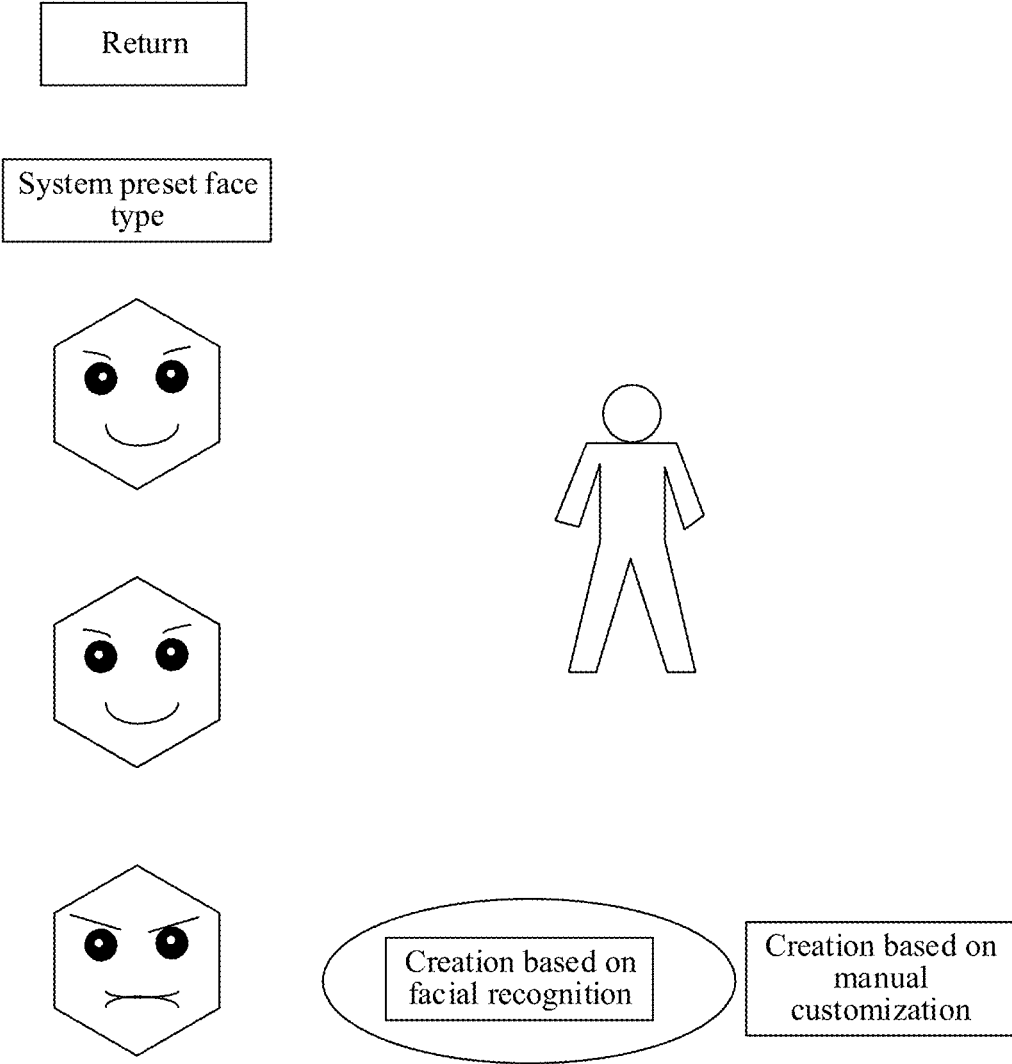 Return
System preset face
type
Creation based on
facial recognition
Creation based on
manual
customization